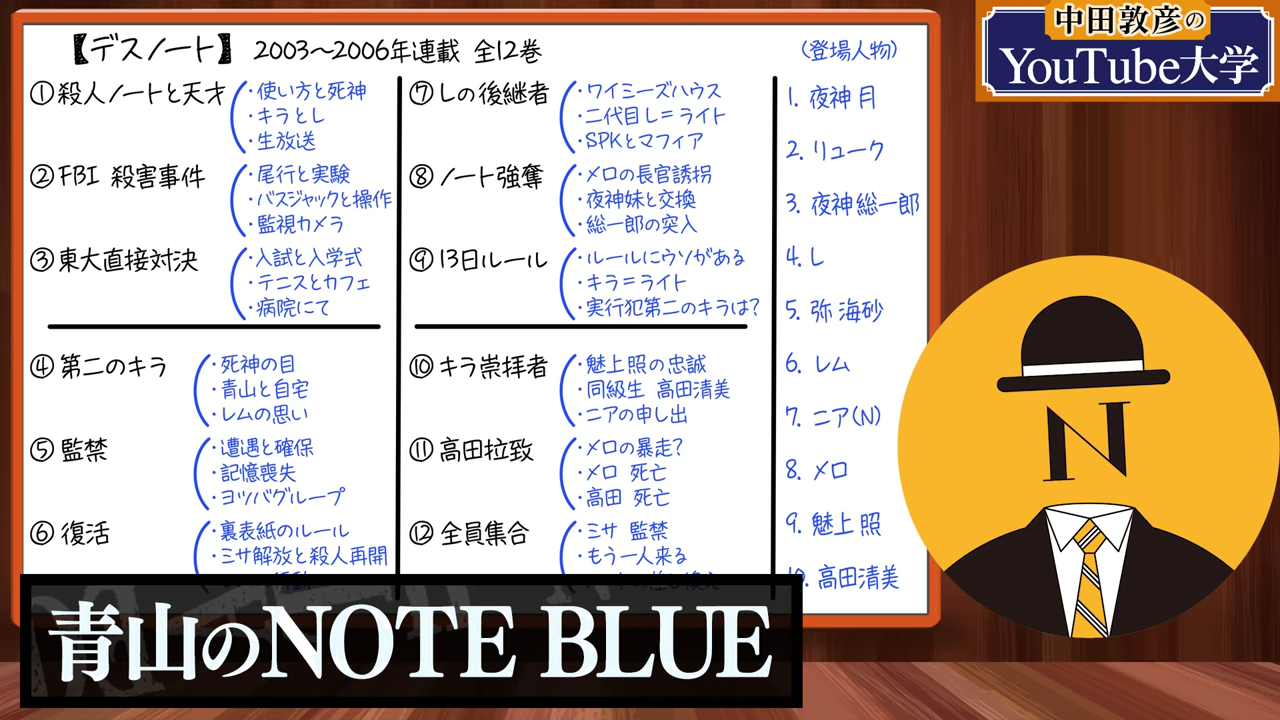 【デスノート】 2003〜2006年連載 全12巻
①殺人ノートと天才
・使い方と死神
・キラとL
・生放送
②FBI 殺害事件
・尾行と実験
・バスジャックと操作
・監視カメラ
③東大直接対決
・入試と入学式
・テニスとカフェ
・病院にて
④第二のキラ
・死神の目
・青山と自宅
・レムの思い
⑤監禁
・遭遇と確保
・記憶喪失
・ヨツバグループ
⑥復活
・裏表紙のルール
・ミサ解放と殺人再開
⑦Lの後継者
・ワイミーズハウス
・二代目L=ライト
・SPKとマフィア
⑧ノート強奪
・メロの長官誘拐
・夜神妹と交換
・総一郎の突入
⑨13日ルール
・ルールにウソがある
・キラ=ライト
・実行犯第二のキラは?
⑩キラ崇拝者
・魅上照の忠誠
・同級生 高田清美
・ニアの申し出
⑪高田拉致
・メロの暴走?
・メロ 死亡
・高田 死亡
⑫全員集合
・ミサ 監禁
・もう一人来る
(登場人物)
1. 夜神月
2. リューク
3. 夜神総一郎
4. L
5. 弥海砂
6. レム
7. ニア(N)
8. メロ
9. 魅上照
10. 高田清美
中田敦彦の
YouTube大学
N
青山のNOTE BLUE